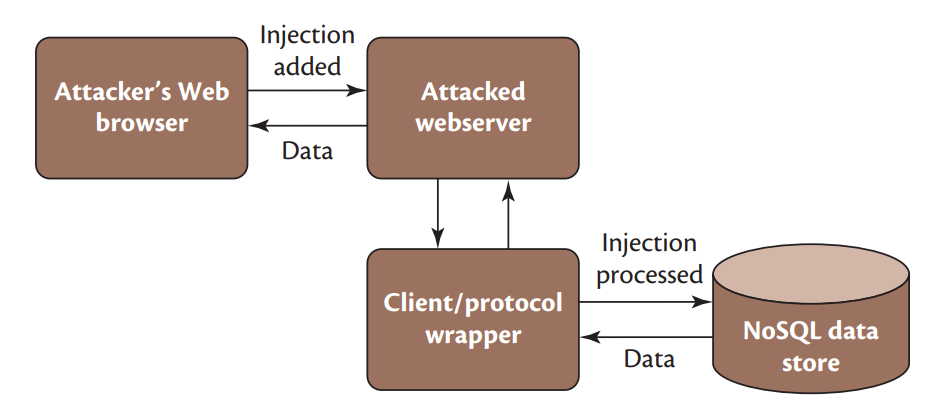 Injection
added
Attacker's Web
browser
Attacked
webserver
Data
Injection
processed
Client/protocol
wrapper
NoSQL data
store
Data